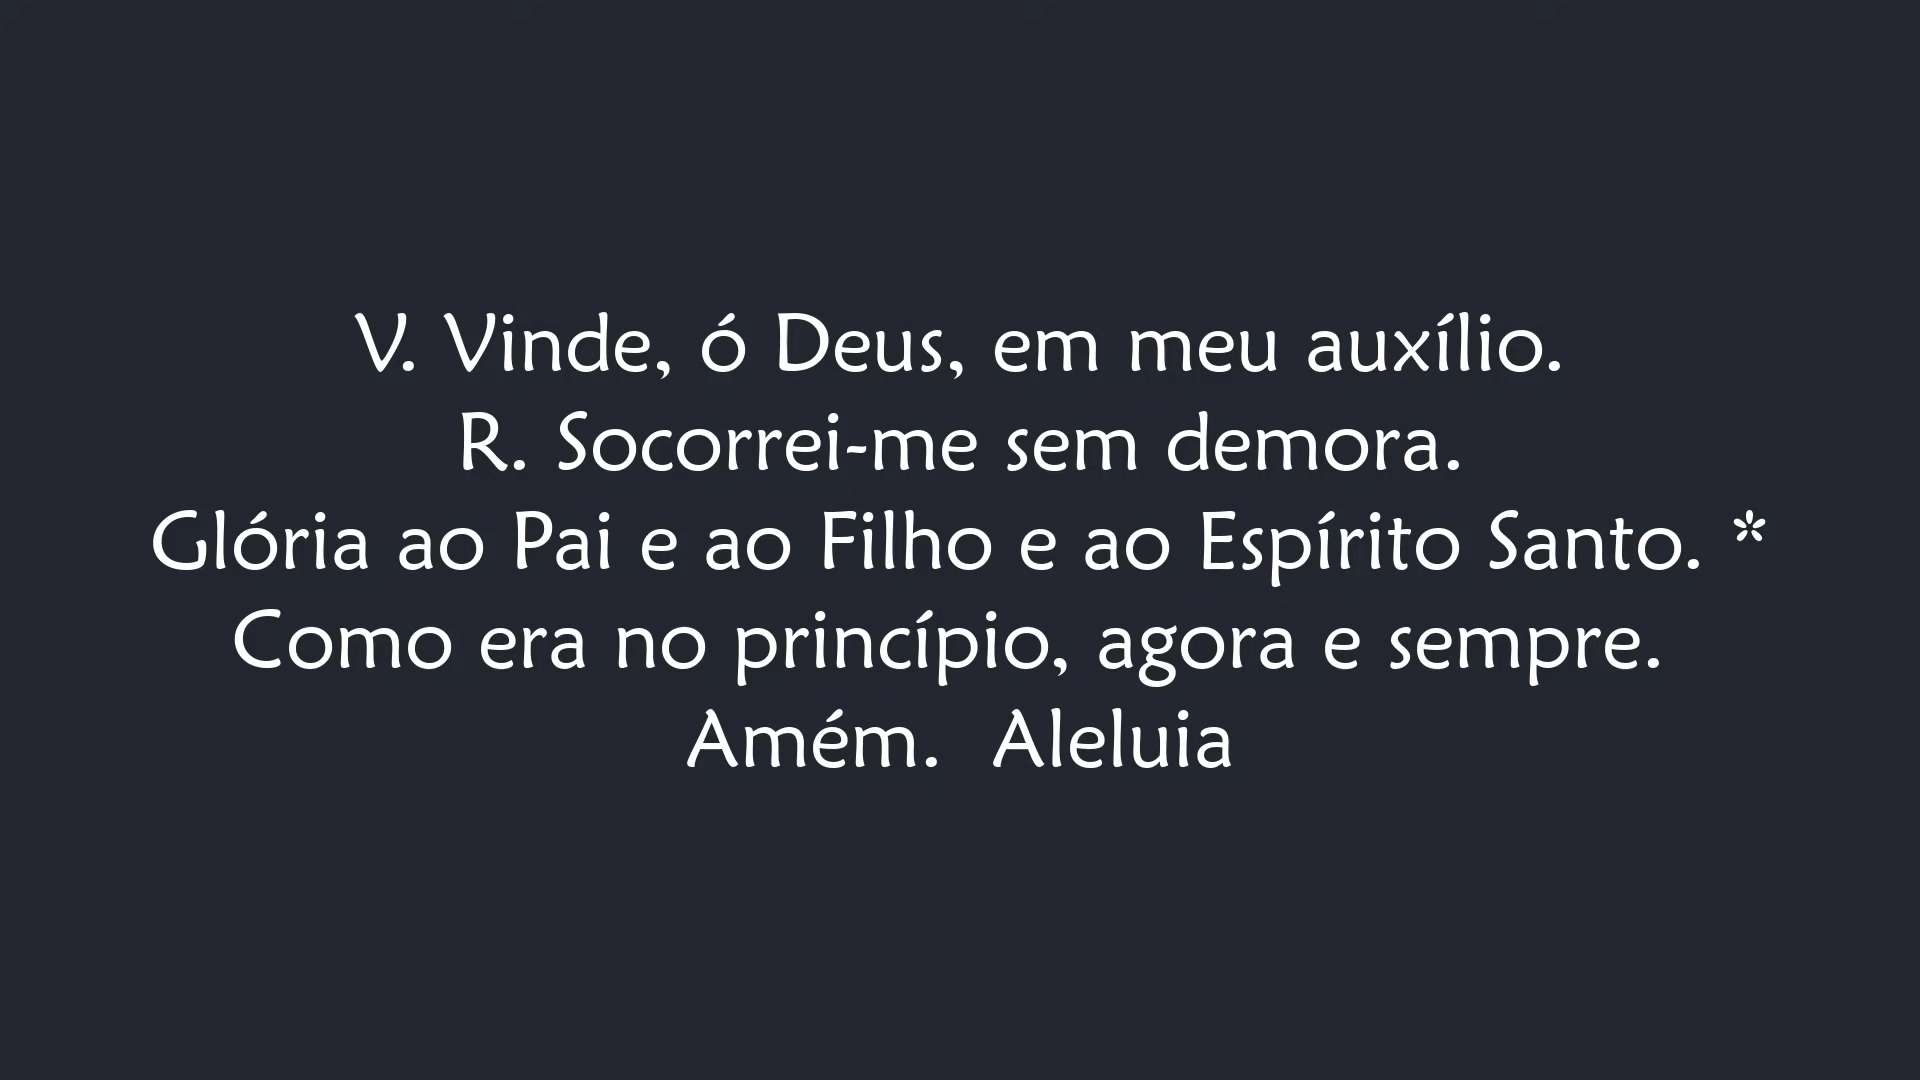 V. Vinde, ó Deus, em meu auxílio.
R. Socorrei-me sem demora.
Glória ao Pai e ao Filho e ao Espírito Santo. *
Como era no princípio, agora e sempre.
Amém. Aleluia